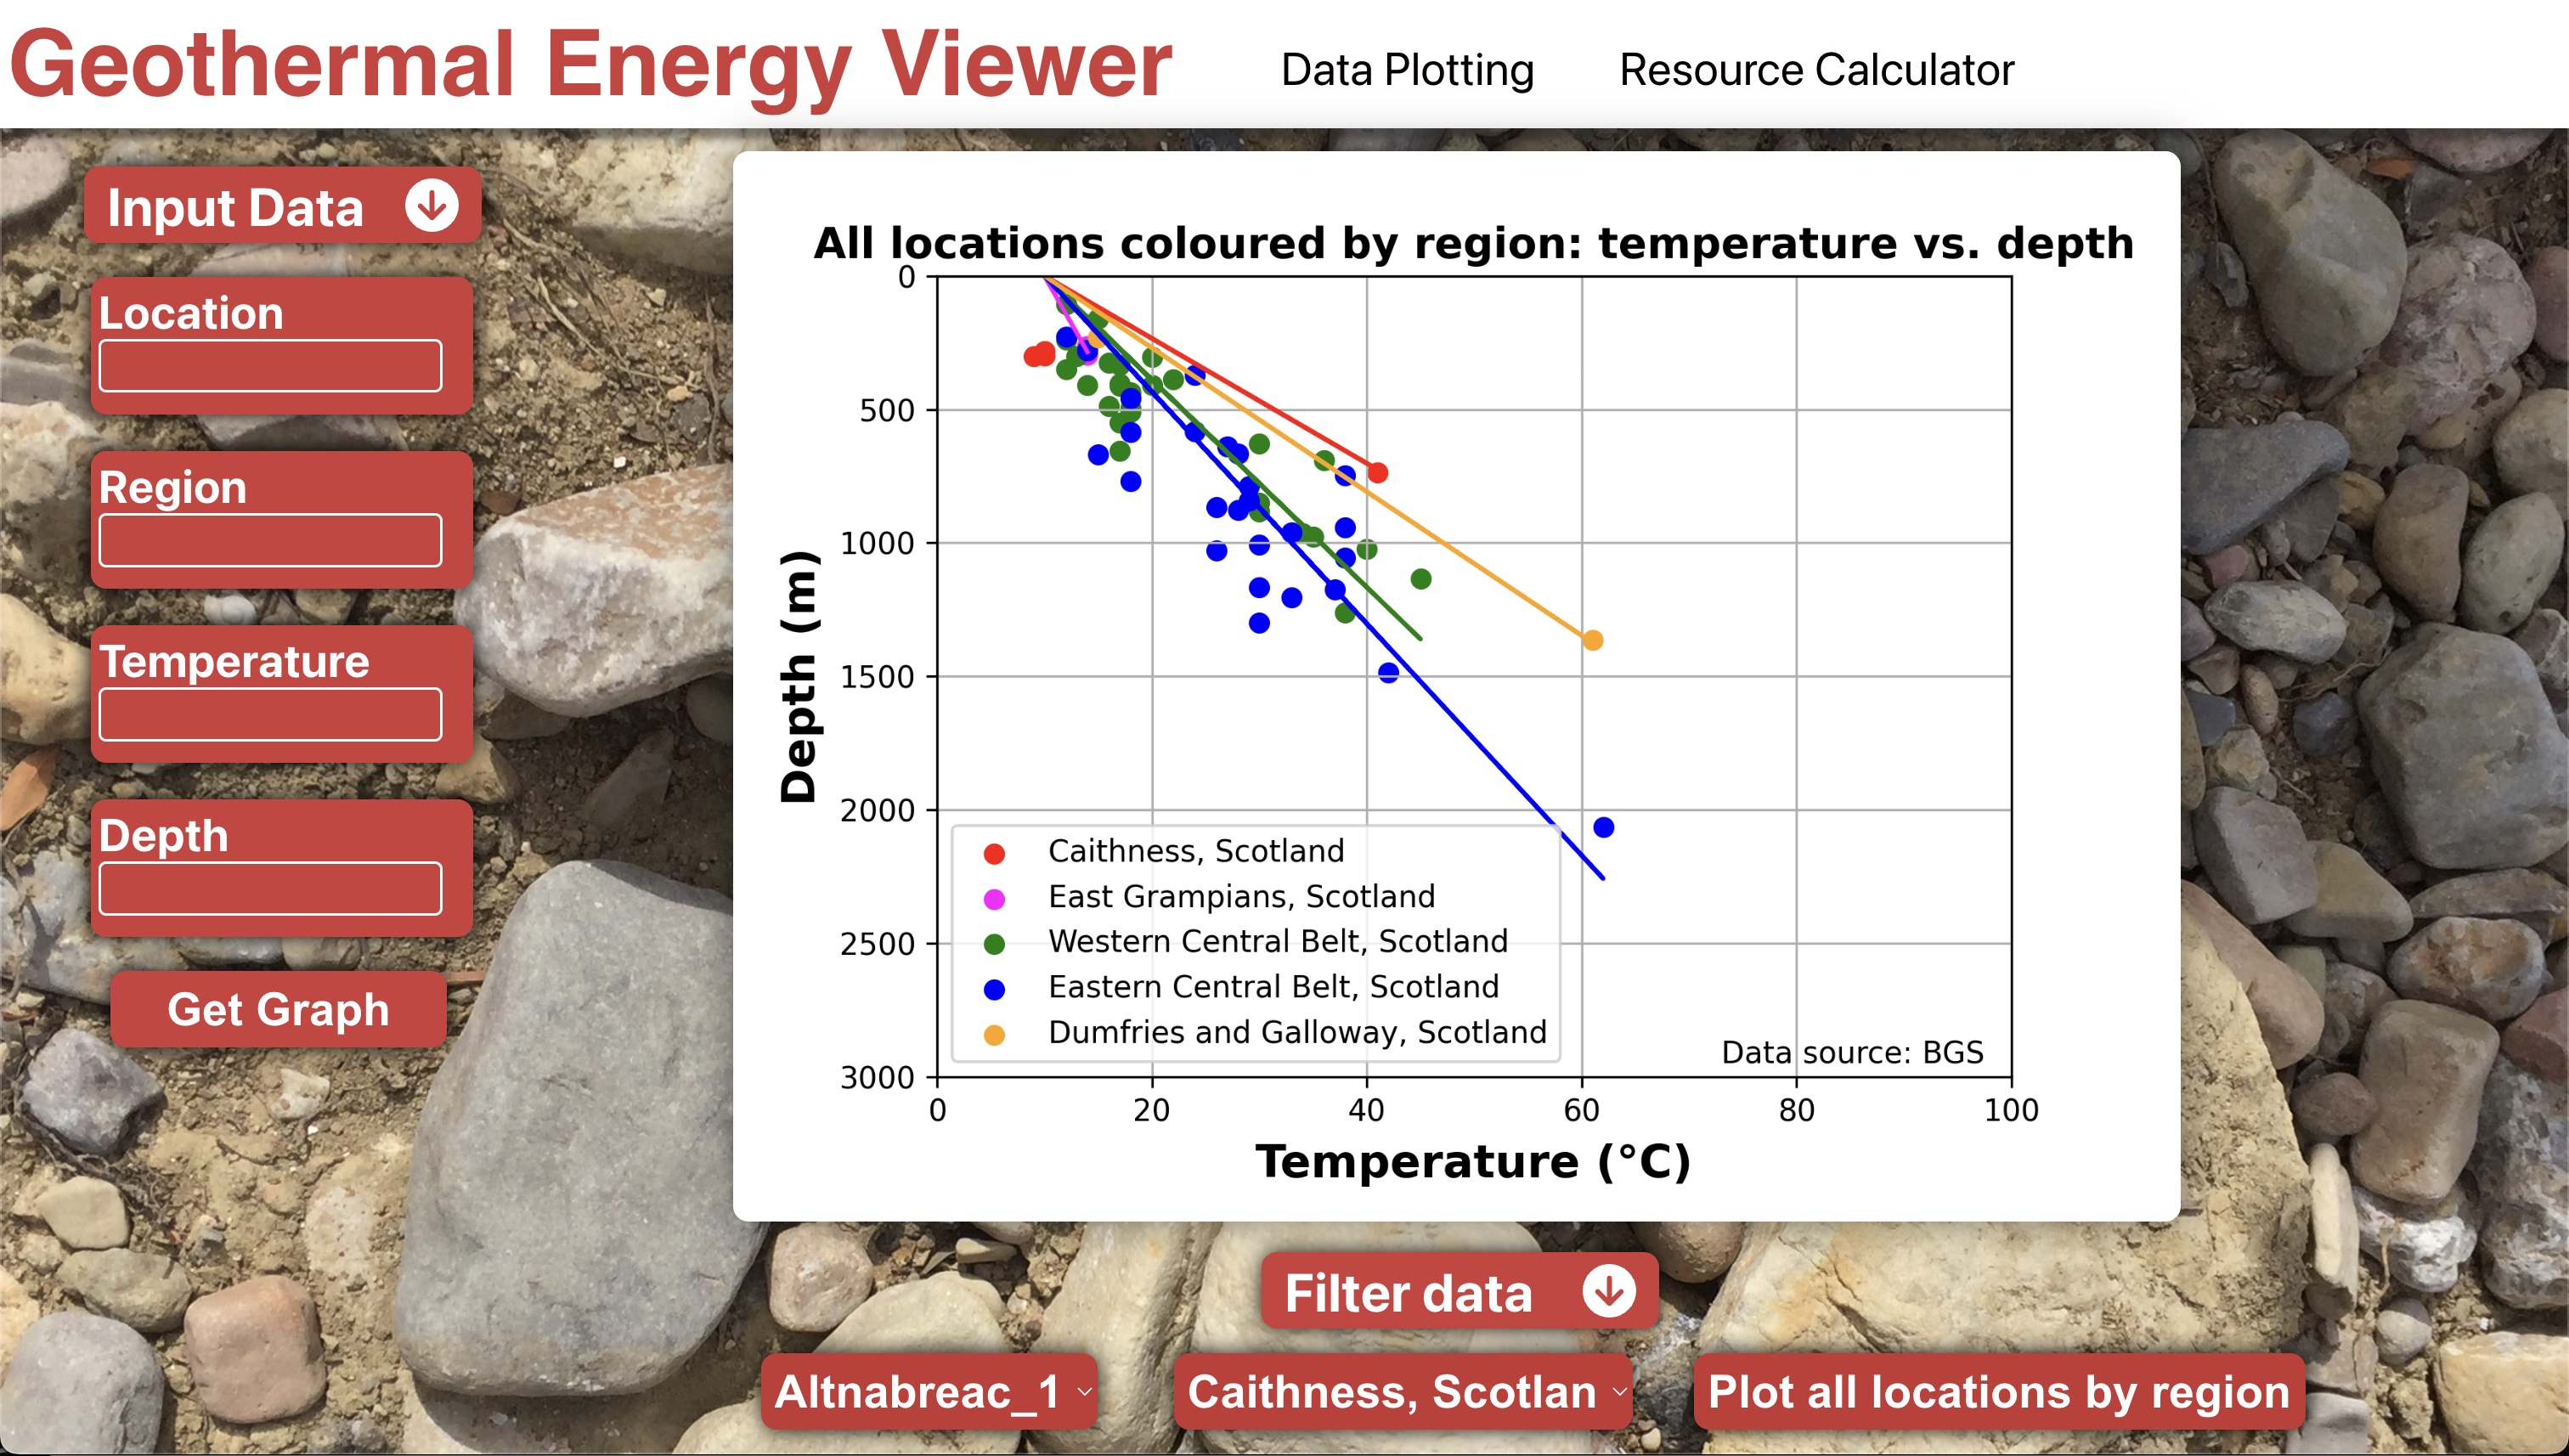 Geothermal Energy Viewer
Data Plotting
Resource Calculator
Input Data
Location
Region
Temperature
Depth
Get Graph
All locations coloured by region: temperature vs. depth
0
500
1000
1500
2000
2500
3000
Depth (m)
Caithness, Scotland
East Grampians, Scotland
Western Central Belt, Scotland
Eastern Central Belt, Scotland
Dumfries and Galloway, Scotland
Data source: BGS
0 20 40 60 80 100
Temperature (°C)
Filter data
Altnabreac_1
Caithness, Scotlan
Plot all locations by region